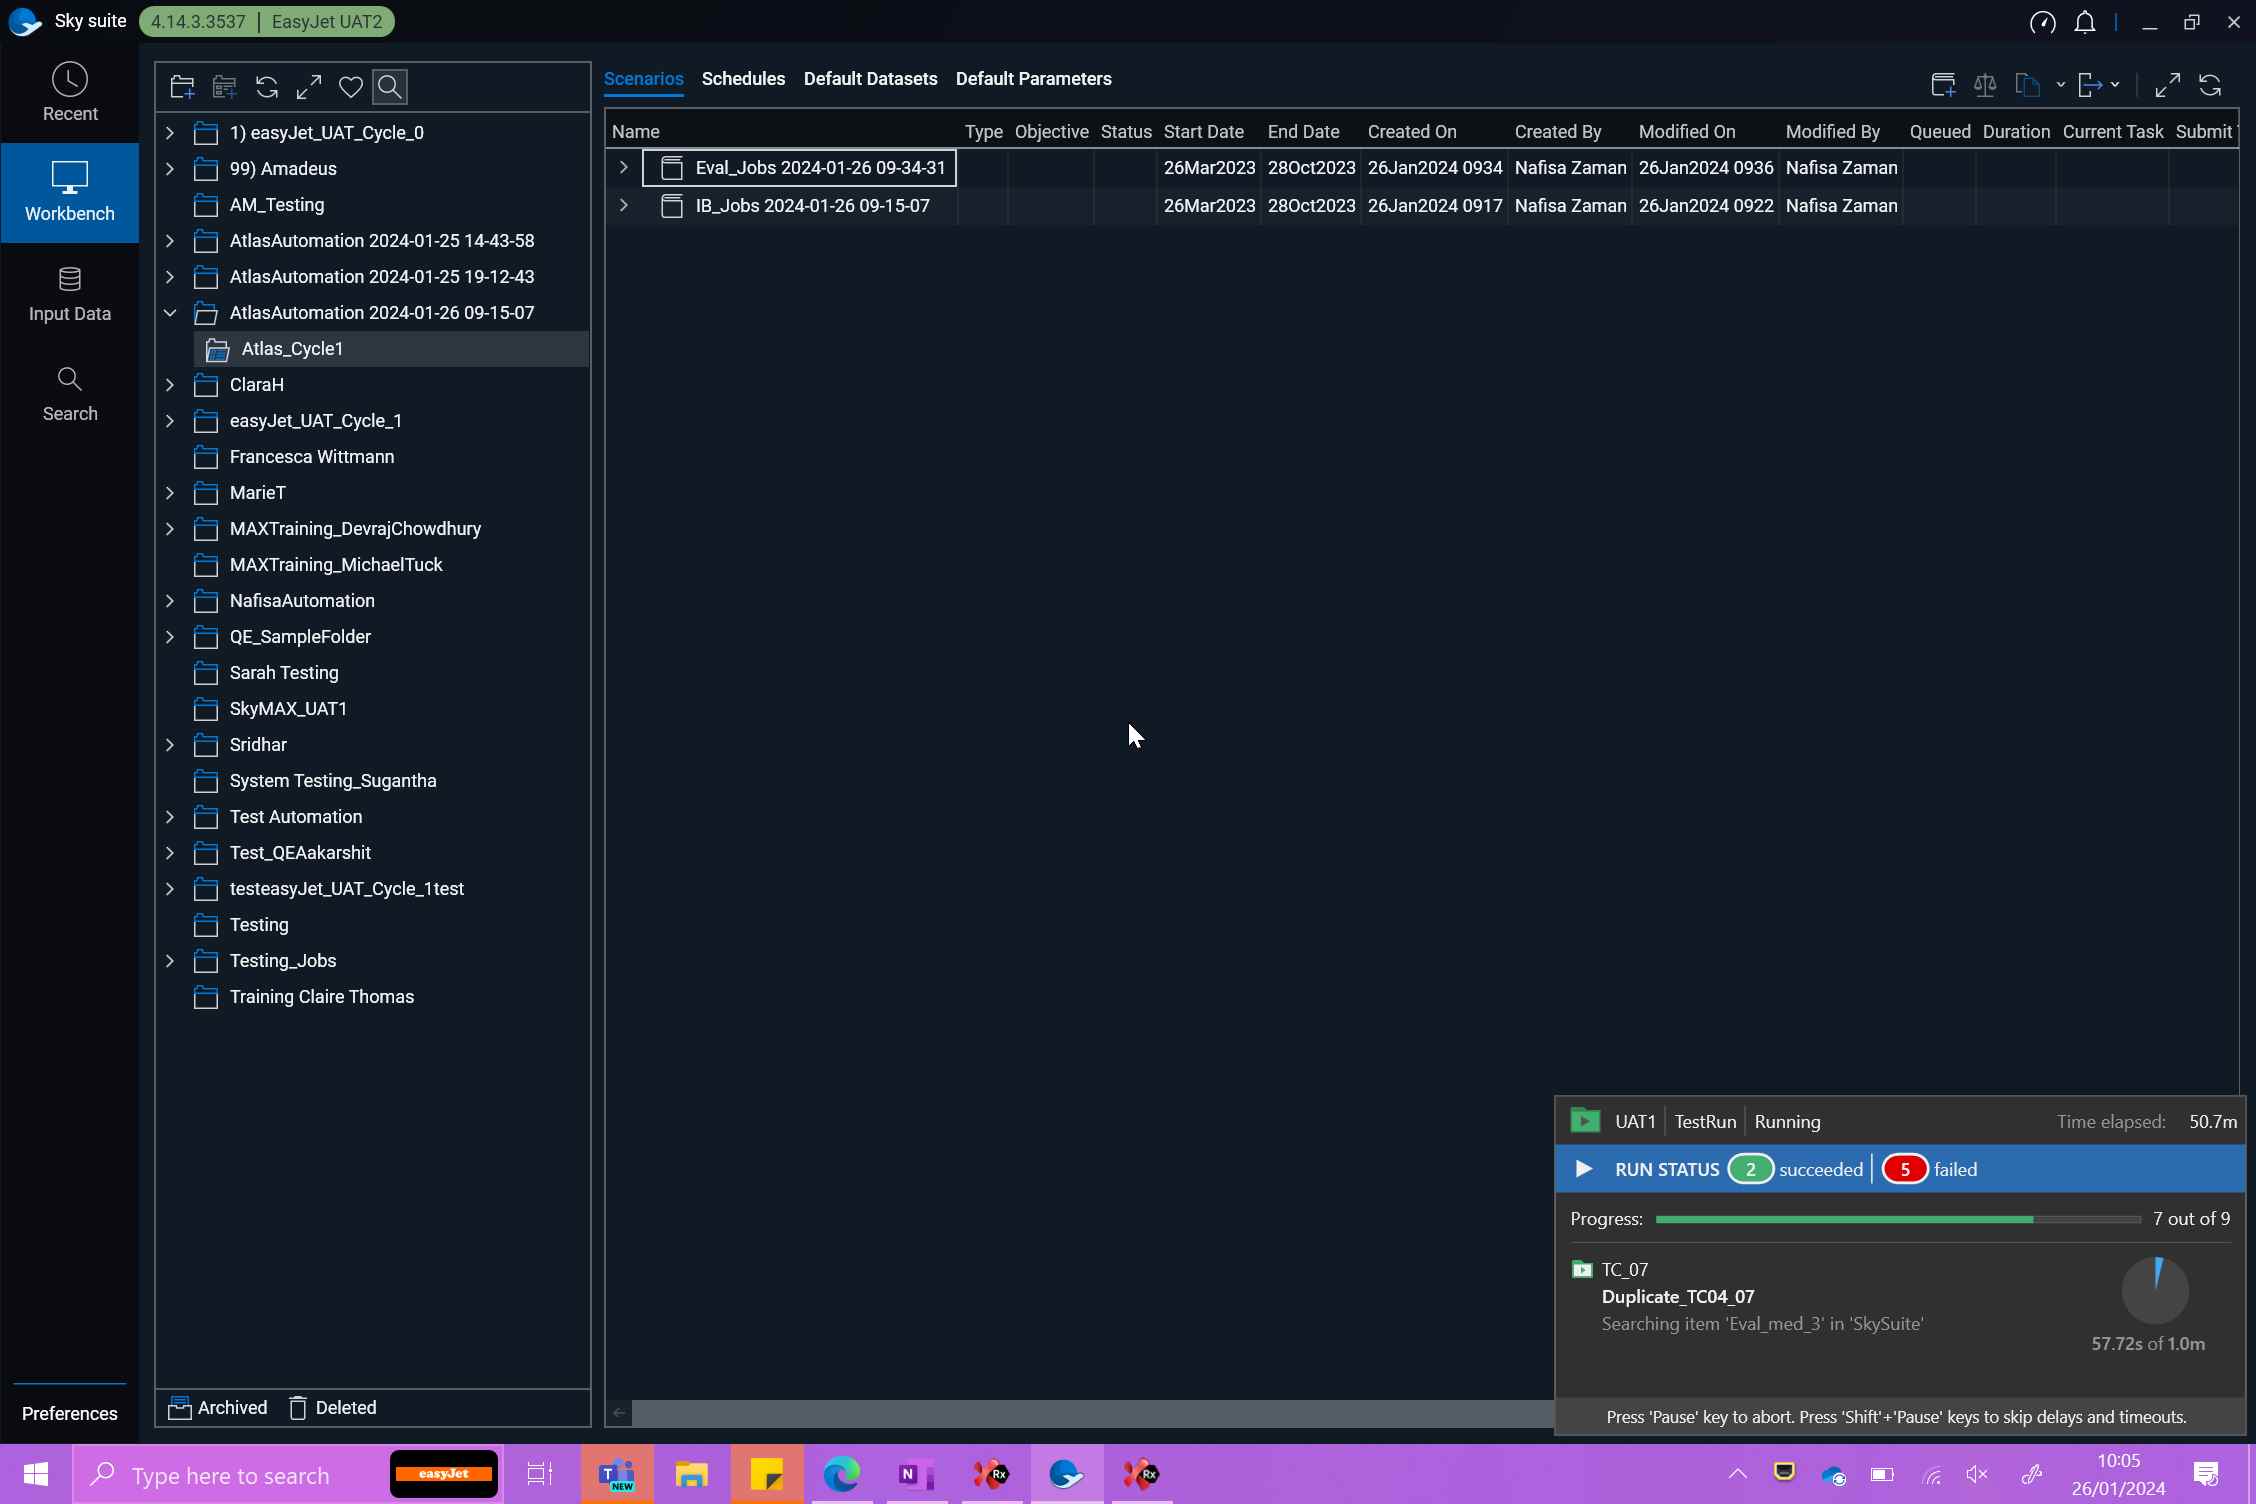 Sky suite 4.14.3.3537 | EasyJet UAT2
Recent
Workbench
Input Data
Search
Preferences
1) easyJet_UAT_Cycle_0
99) Amadeus
AM_Testing
AtlasAutomation 2024-01-25 14-43-58
AtlasAutomation 2024-01-25 19-12-43
AtlasAutomation 2024-01-26 09-15-07
Atlas_Cycle1
ClaraH
easyJet_UAT_Cycle_1
Francesca Wittmann
MarieT
MAXTraining_DevrajChowdhury
MAXTraining_MichaelTuck
NafisaAutomation
QE_SampleFolder
Sarah Testing
SkyMAX_UAT1
Sridhar
System Testing_Sugantha
Test Automation
Test_QEAakarshit
testeasyJet_UAT_Cycle_1test
Testing
Testing_Jobs
Training Claire Thomas
Archived Deleted
Scenarios Schedules Default Datasets Default Parameters
Name Type Objective Status Start Date End Date Created On Created By Modified On Modified By Queued Duration Current Task Submit
Eval_Jobs 2024-01-26 09-34-31 26Mar2023 28Oct2023 26Jan2024 0934 Nafisa Zaman 26Jan2024 0936 Nafisa Zaman
IB_Jobs 2024-01-26 09-15-07 26Mar2023 28Oct2023 26Jan2024 0917 Nafisa Zaman 26Jan2024 0922 Nafisa Zaman
UAT1 | TestRun | Running Time elapsed: 50.7m
RUN STATUS 2 succeeded | 5 failed
Progress: 7 out of 9
TC_07
Duplicate_TC04_07
Searching item 'Eval_med_3' in 'SkySuite'
57.72s of 1.0m
Press 'Pause' key to abort. Press 'Shift'+'Pause' keys to skip delays and timeouts.
Type here to search
easyJet
T
NEW
N
Rx
Rx
10:05
26/01/2024